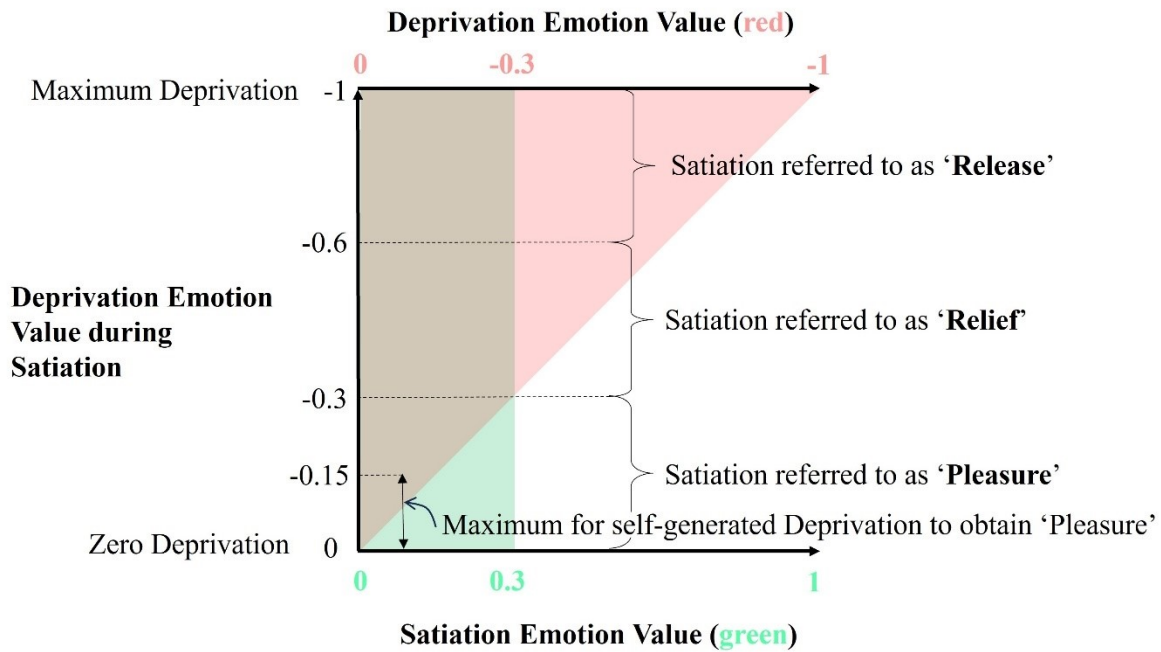 Deprivation Emotion Value (red)
0 -0.3 -1
Maximum Deprivation -1
Satiation referred to as ‘Release’
-0.6
Deprivation Emotion
Value during
Satiation
Satiation referred to as ‘Relief’
-0.3
-0.15
Satiation referred to as ‘Pleasure’
Maximum for self-generated Deprivation to obtain ‘Pleasure’
Zero Deprivation 0
0 0.3 1
Satiation Emotion Value (green)